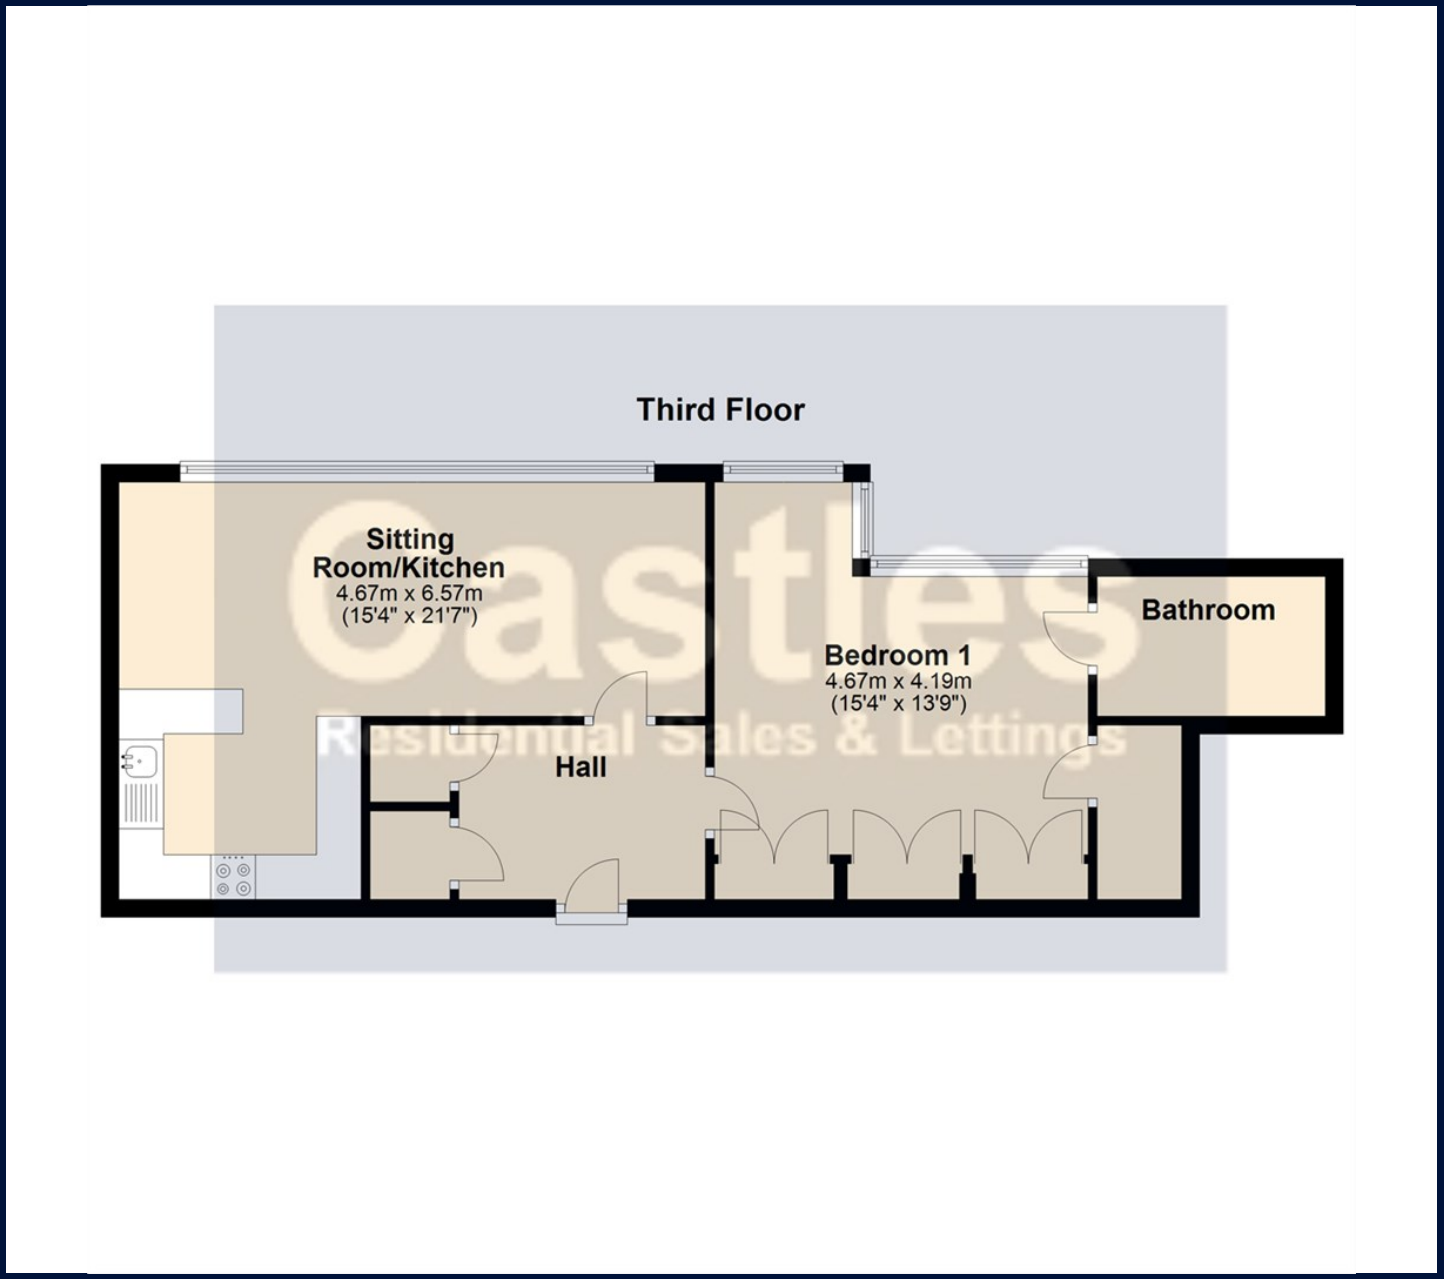 Third Floor
Castles
Residential Sales & Lettings
Sitting
Room/Kitchen
4.67m x 6.57m
(15'4" x 21'7")
Hall
Bedroom 1
4.67m x 4.19m
(15'4" x 13'9")
Bathroom